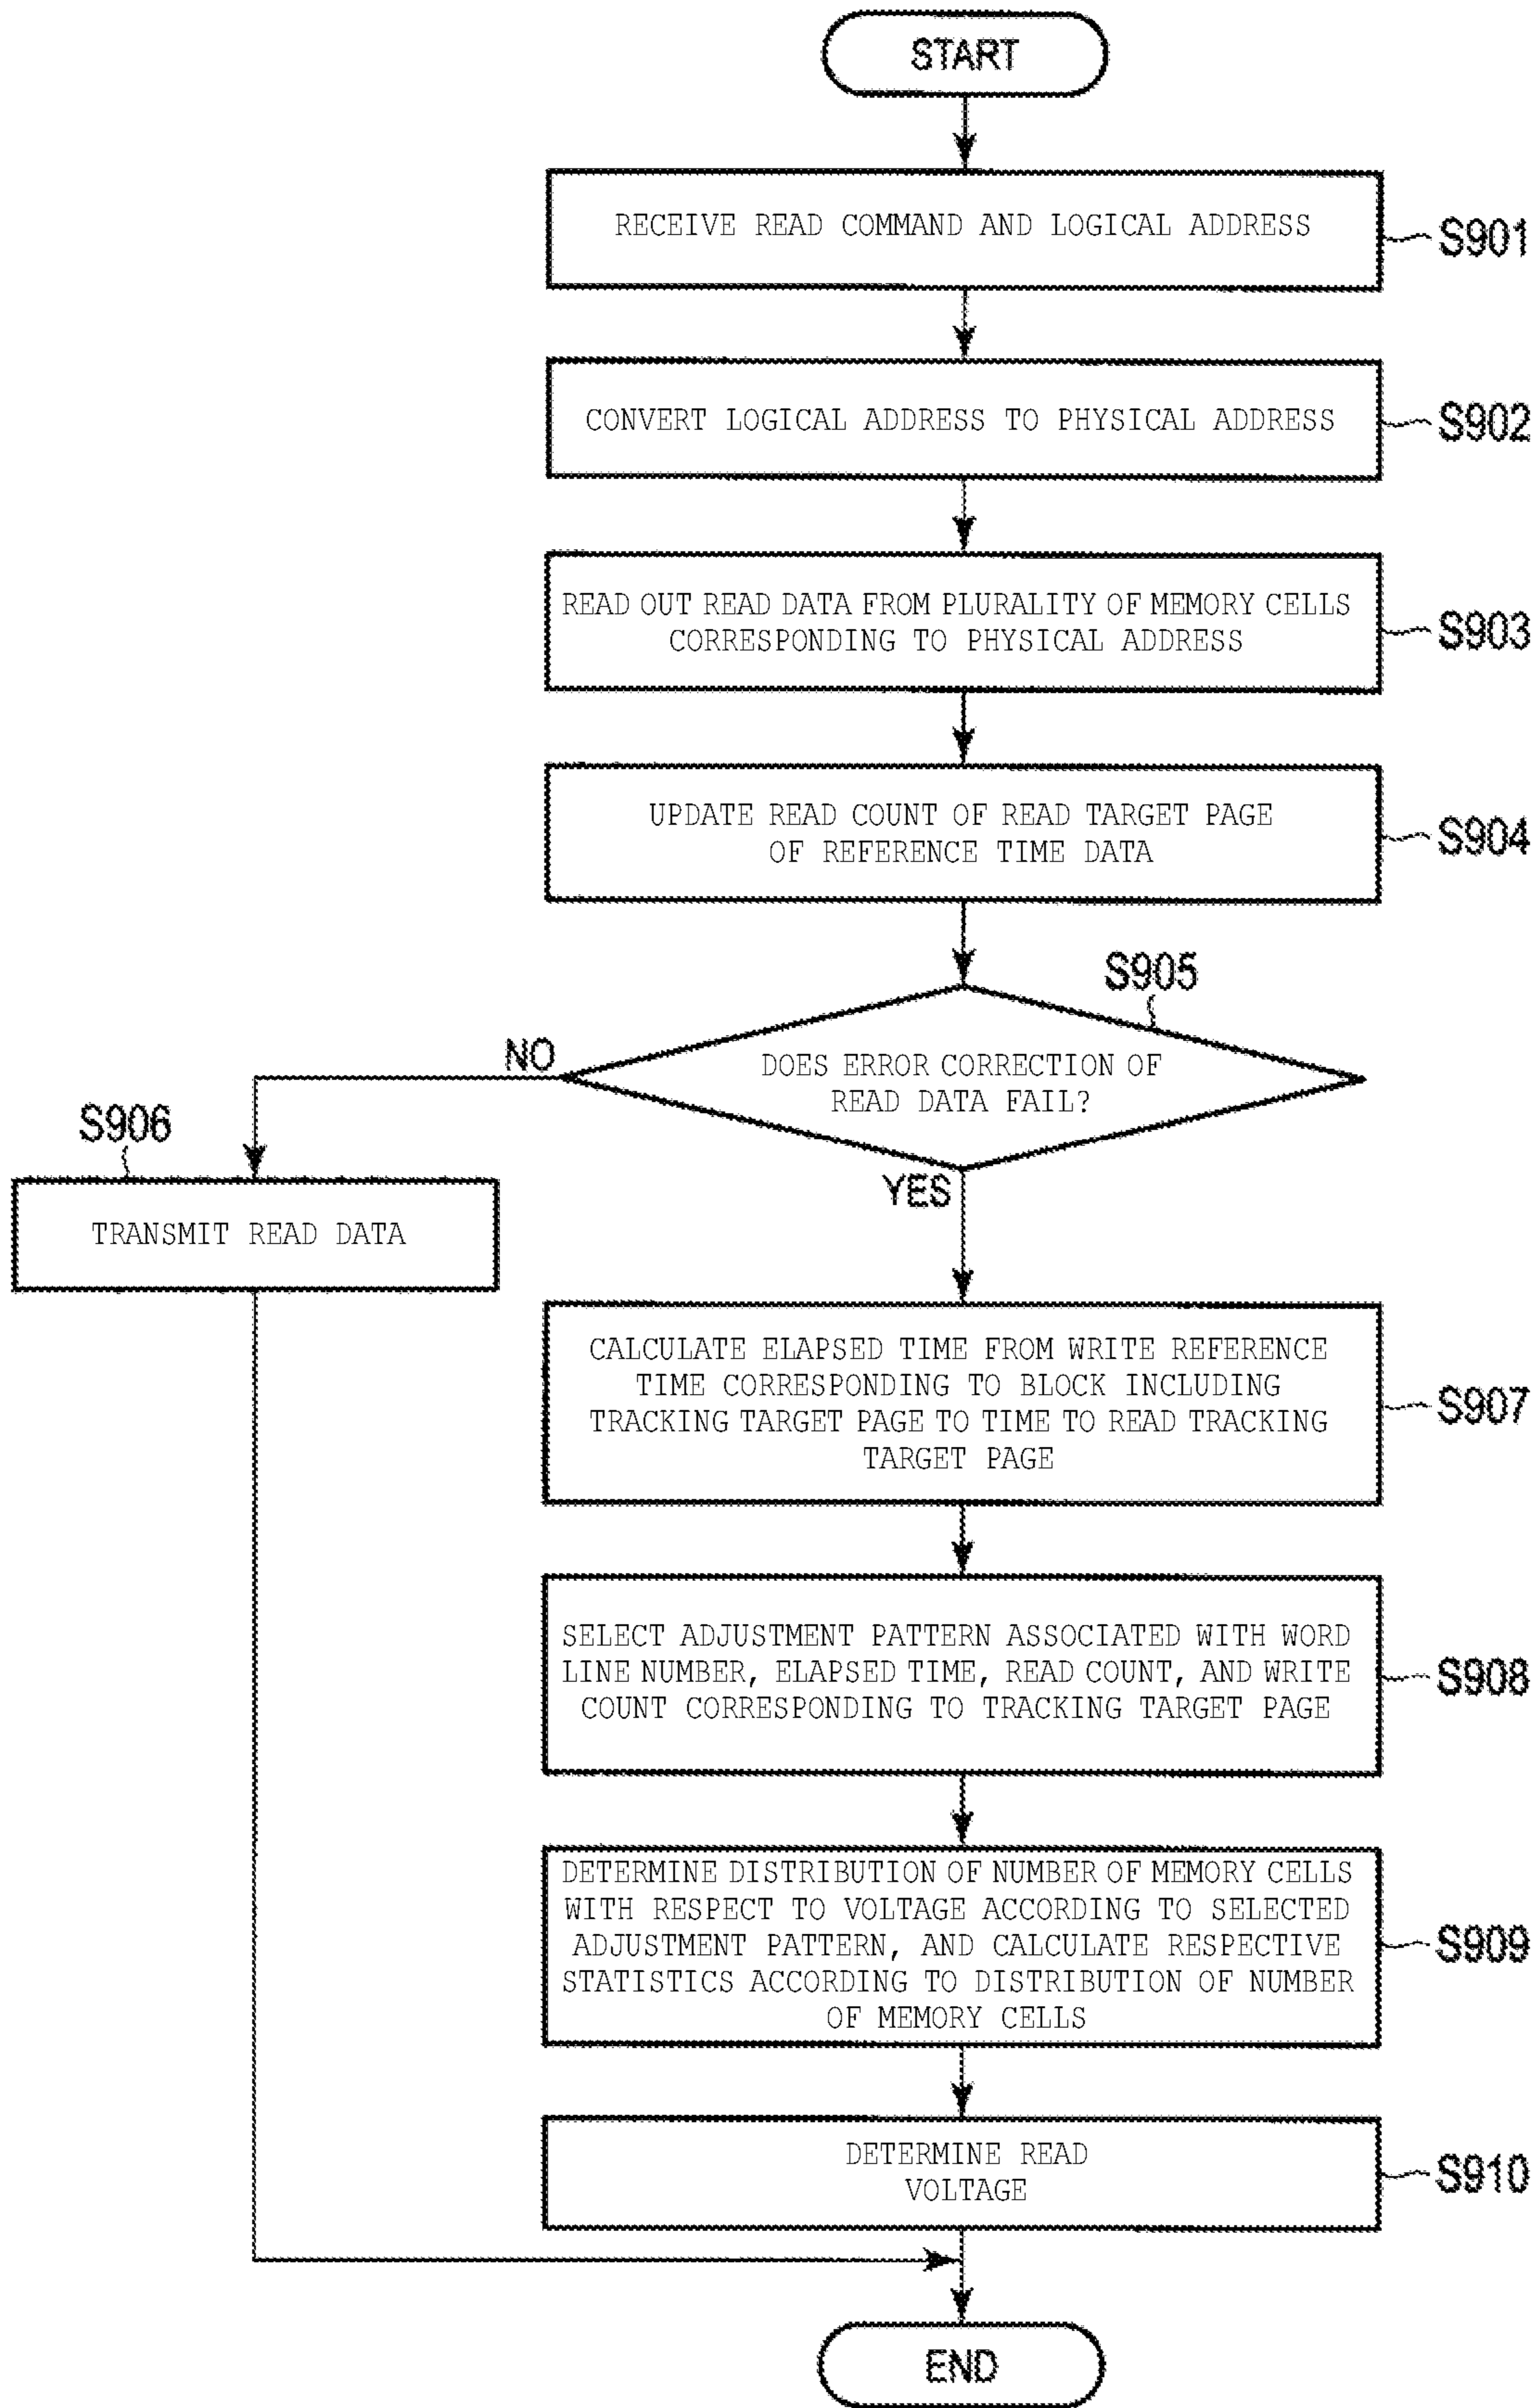 START
RECEIVE READ COMMAND AND LOGICAL ADDRESS
S901
CONVERT LOGICAL ADDRESS TO PHYSICAL ADDRESS
S902
READ OUT READ DATA FROM PLURALITY OF MEMORY CELLS
CORRESPONDING TO PHYSICAL ADDRESS
S903
UPDATE READ COUNT OF READ TARGET PAGE
OF REFERENCE TIME DATA
S904
S905
DOES ERROR CORRECTION OF
READ DATA FAIL?
NO
YES
S906
TRANSMIT READ DATA
CALCULATE ELAPSED TIME FROM WRITE REFERENCE
TIME CORRESPONDING TO BLOCK INCLUDING
TRACKING TARGET PAGE TO TIME TO READ TRACKING
TARGET PAGE
S907
SELECT ADJUSTMENT PATTERN ASSOCIATED WITH WORD
LINE NUMBER, ELAPSED TIME, READ COUNT, AND WRITE
COUNT CORRESPONDING TO TRACKING TARGET PAGE
S908
DETERMINE DISTRIBUTION OF NUMBER OF MEMORY CELLS
WITH RESPECT TO VOLTAGE ACCORDING TO SELECTED
ADJUSTMENT PATTERN, AND CALCULATE RESPECTIVE
STATISTICS ACCORDING TO DISTRIBUTION OF NUMBER
OF MEMORY CELLS
S909
DETERMINE READ
VOLTAGE
S910
END